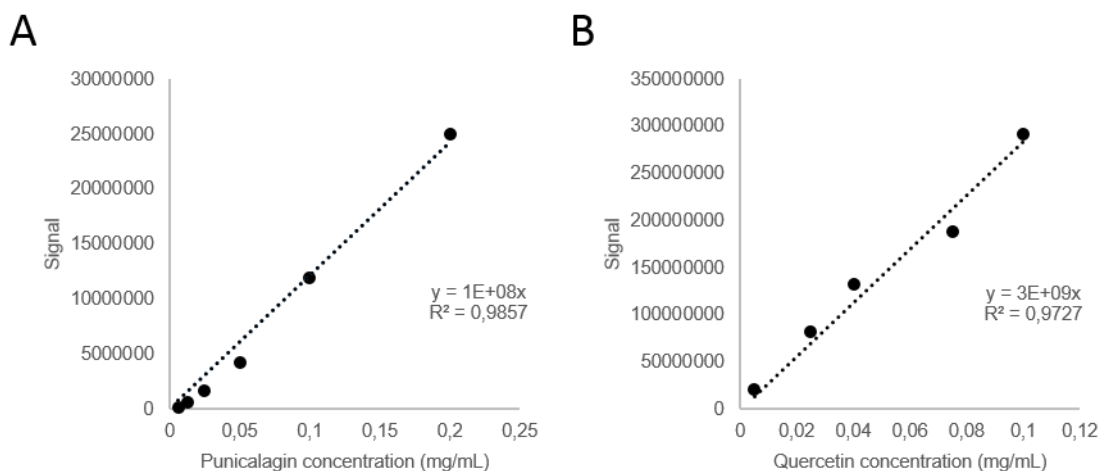 A
30000000
25000000
20000000
15000000
10000000
5000000
0
Signal
0
0,05
0,1
0,15
0,2
0,25
Punicalagin concentration (mg/mL)
y = 1E+08x
R² = 0,9857
B
350000000
300000000
250000000
200000000
150000000
100000000
50000000
0
Signal
0
0,02
0,04
0,06
0,08
0,1
0,12
Quercetin concentration (mg/mL)
y = 3E+09x
R² = 0,9727